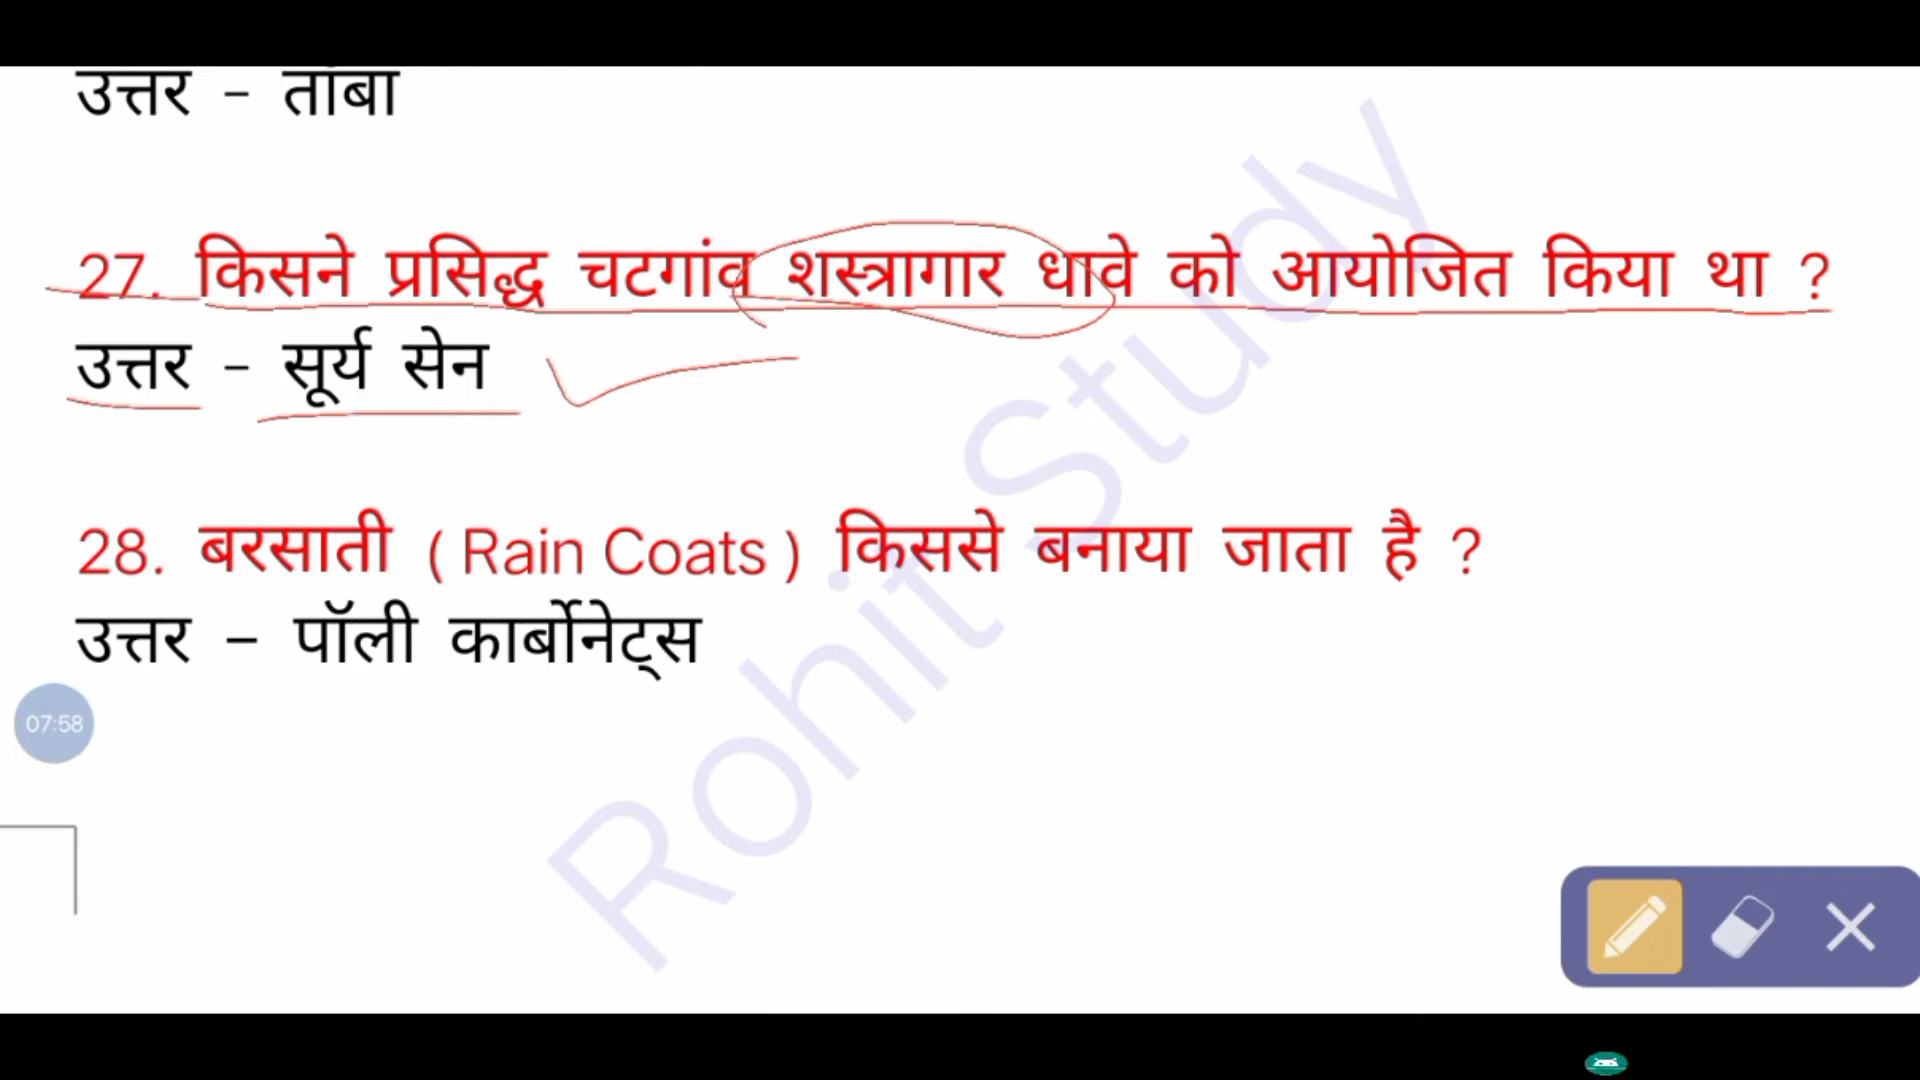 उत्तर - तांबा
27. किसने प्रसिद्ध चटगांव शस्त्रागार धावे को आयोजित किया था ?
उत्तर - सूर्य सेन
28. बरसाती ( Rain Coats ) किससे बनाया जाता है ?
उत्तर – पॉली कार्बोनेट्स
07:58
Rohit Study